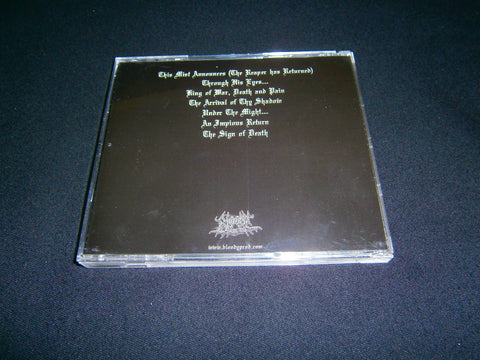 This Mist Announces (The Reaper has Returned)
Through His Eyes...
King of War, Death and Pain
The Arrival of Thy Shadow
Under The Might...
An Impious Return
The Sign of Death
www.bloodyprod.com